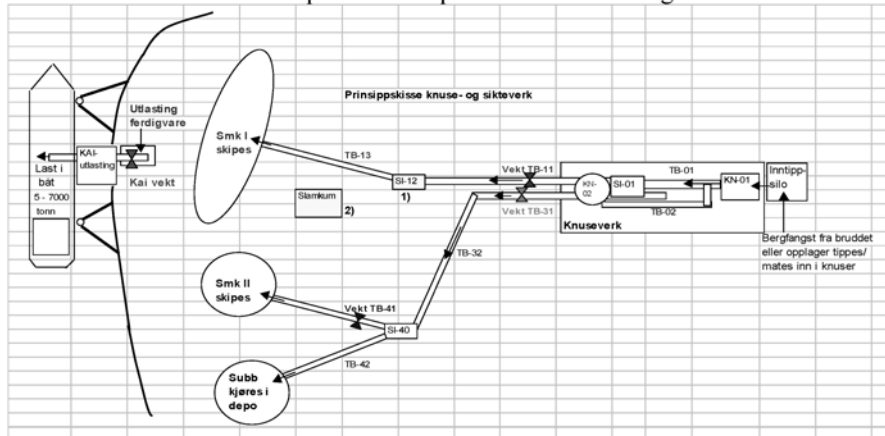 Prinsippskisse knuse- og sikteverk
Utlasting
ferdigvare
KAI-
utlasting
Last i
båt
5 - 7000
tonn
Kai vekt
Smk I
skipes
TB-13
Slamkum
2)
SI-12
1)
Vekt TB-11
Vekt TB-31
KN-
02
SI-01
TB-01
TB-02
KN-01
Inntipp-
silo
Knuseverk
Bergfangst fra bruddet
eller opplager tippes/
mates inn i knuser
TB-32
Smk II
skipes
Vekt TB-41
SI-40
TB-42
Subb
kjøres i
depo